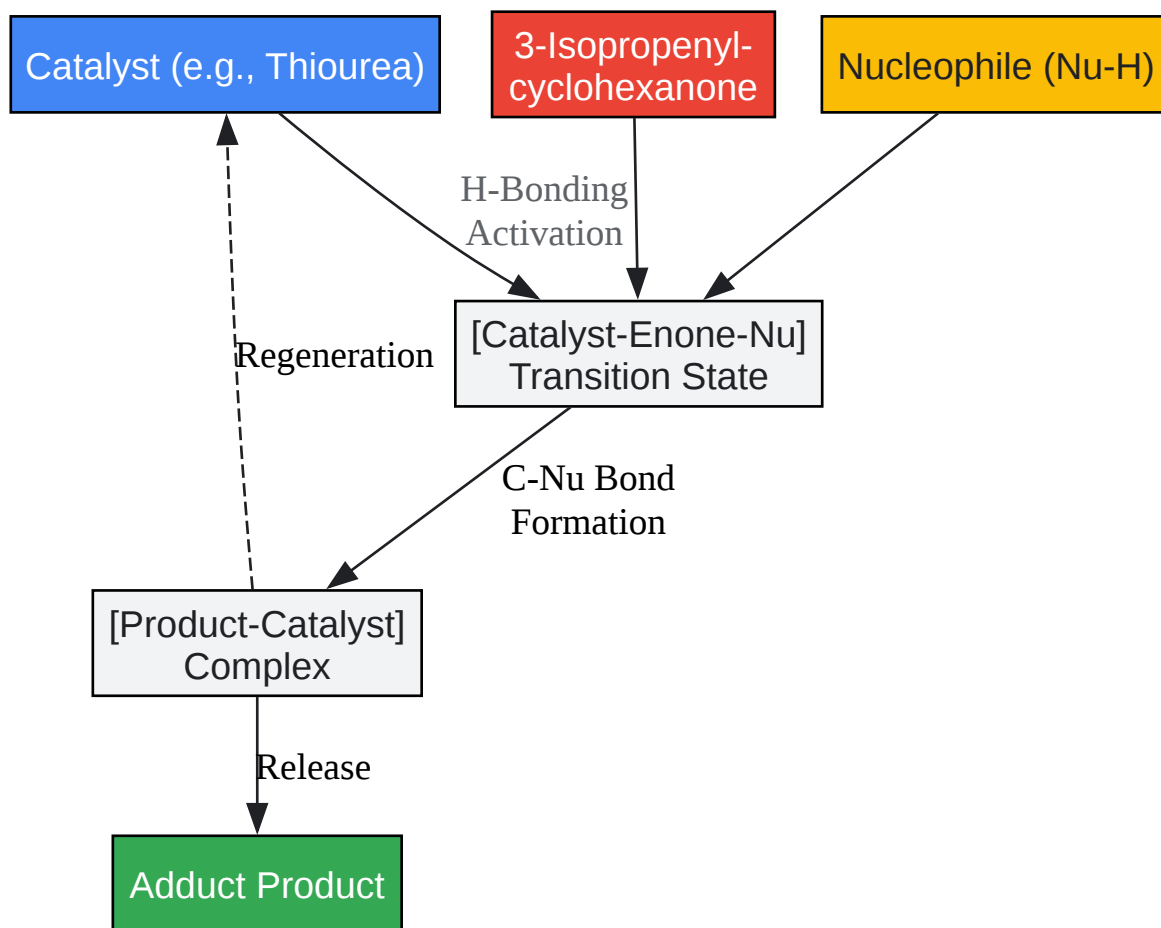 Catalyst (e.g., Thiourea)
3-Isopropenyl-
cyclohexanone
Nucleophile (Nu-H)
H-Bonding
Activation
[Catalyst-Enone-Nu]
Transition State
Regeneration
C-Nu Bond
Formation
[Product-Catalyst]
Complex
Release
Adduct Product